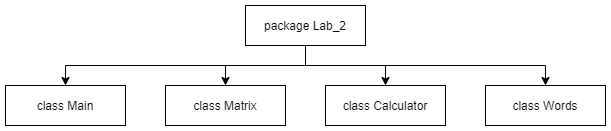 package Lab_2
class Main
class Matrix
class Calculator
class Words